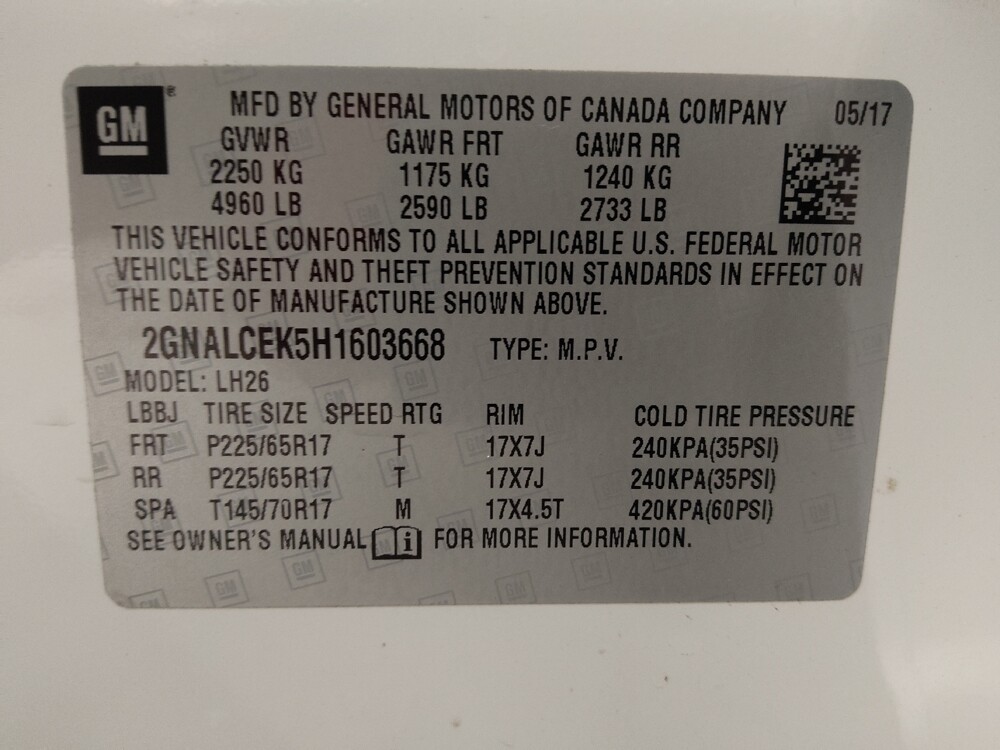 GM ® MFD BY GENERAL MOTORS OF CANADA COMPANY 05/17
GVWR GAWR FRT GAWR RR
2250 KG 1175 KG 1240 KG
4960 LB 2590 LB 2733 LB
THIS VEHICLE CONFORMS TO ALL APPLICABLE U.S. FEDERAL MOTOR
VEHICLE SAFETY AND THEFT PREVENTION STANDARDS IN EFFECT ON
THE DATE OF MANUFACTURE SHOWN ABOVE.
2GNALCEK5H1603668 TYPE: M.P.V.
MODEL: LH26
LBBJ TIRE SIZE SPEED RTG RIM COLD TIRE PRESSURE
FRT P225/65R17 T 17X7J 240KPA(35PSI)
RR P225/65R17 T 17X7J 240KPA(35PSI)
SPA T145/70R17 M 17X4.5T 420KPA(60PSI)
SEE OWNER'S MANUAL i FOR MORE INFORMATION.